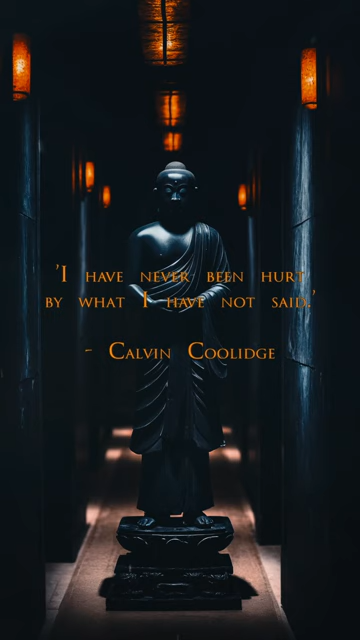 'I have never been hurt
by what I have not said.'
- Calvin Coolidge